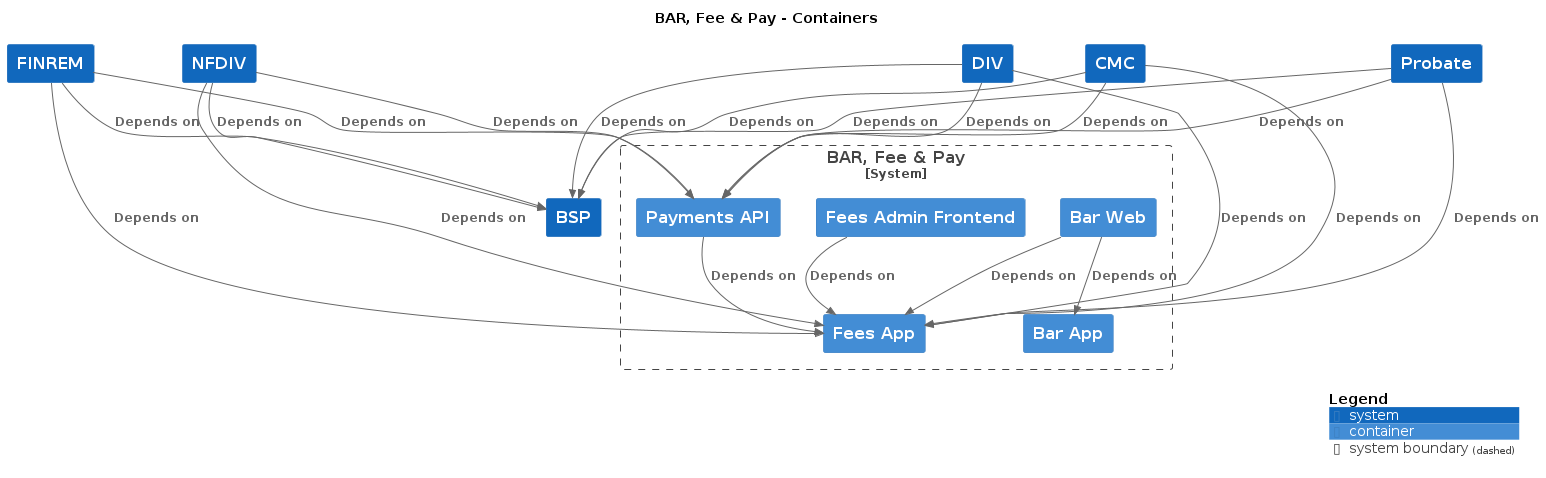 BAR, Fee & Pay - Containers
FINREM
NFDIV
DIV
CMC
Probate
Depends on
Depends on
Depends on
Depends on
Depends on
Depends on
Depends on
Depends on
Depends on
Depends on
BAR, Fee & Pay
[System]
BSP
Payments API
Fees Admin Frontend
Bar Web
Depends on
Depends on
Depends on
Depends on
Depends on
Depends on
Depends on
Depends on
Depends on
Fees App
Bar App
Legend
system
container
system boundary (dashed)